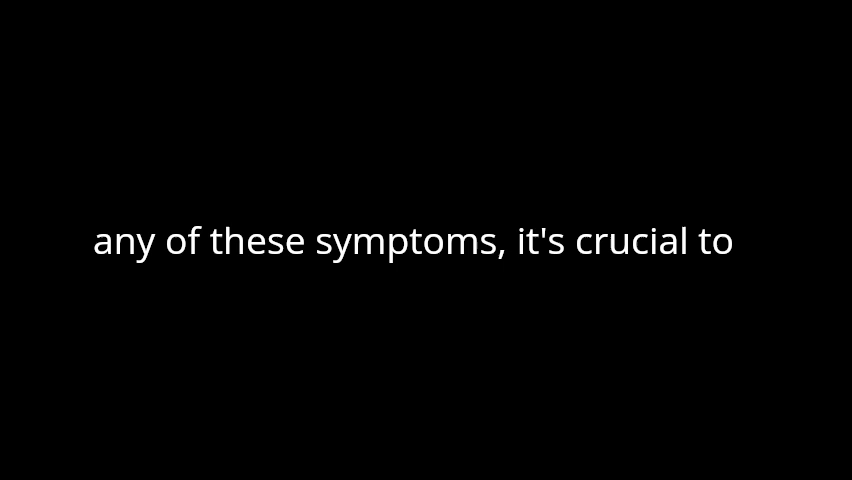 any of these symptoms, it's crucial to